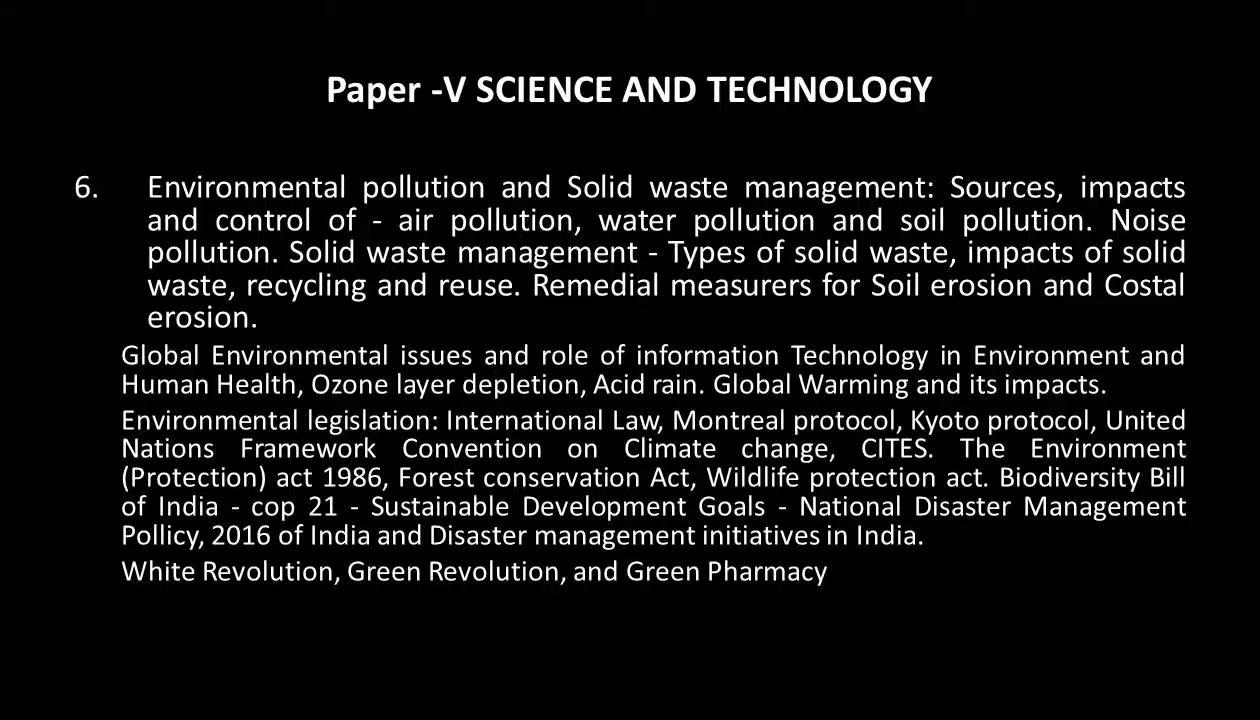 Paper -V SCIENCE AND TECHNOLOGY
6. Environmental pollution and Solid waste management: Sources, impacts
and control of - air pollution, water pollution and soil pollution. Noise
pollution. Solid waste management - Types of solid waste, impacts of solid
waste, recycling and reuse. Remedial measurers for Soil erosion and Costal
erosion.
Global Environmental issues and role of information Technology in Environment and
Human Health, Ozone layer depletion, Acid rain. Global Warming and its impacts.
Environmental legislation: International Law, Montreal protocol, Kyoto protocol, United
Nations Framework Convention on Climate change, CITES. The Environment
(Protection) act 1986, Forest conservation Act, Wildlife protection act. Biodiversity Bill
of India - cop 21 - Sustainable Development Goals - National Disaster Management
Pollicy, 2016 of India and Disaster management initiatives in India.
White Revolution, Green Revolution, and Green Pharmacy